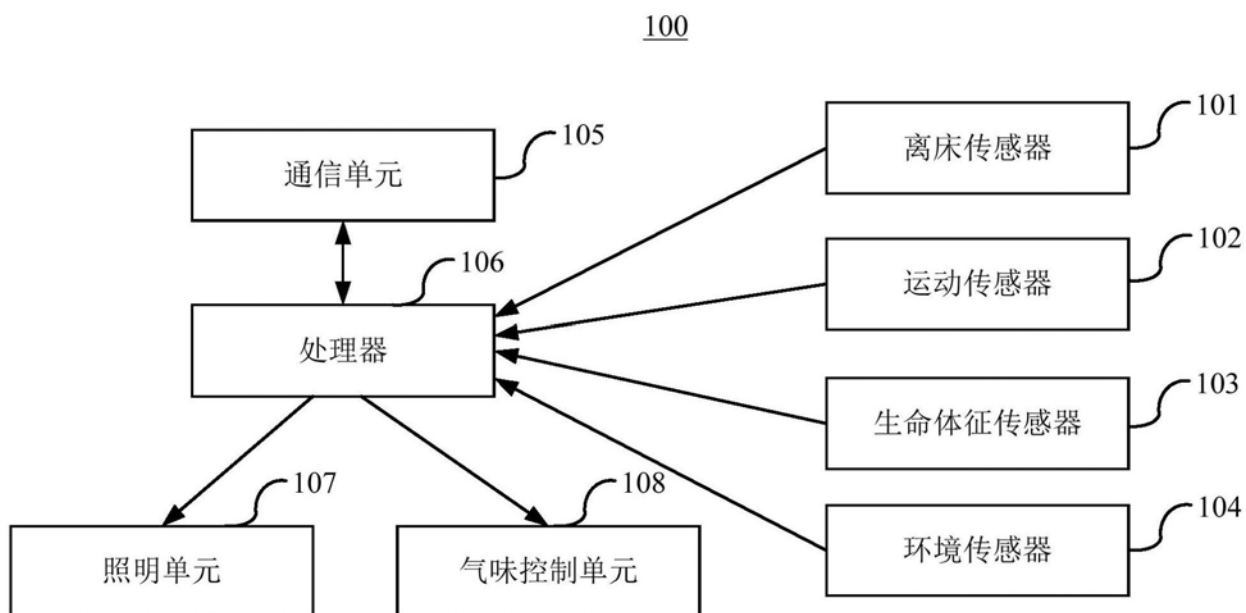 100
101
离床传感器
105
通信单元
102
运动传感器
106
处理器
103
生命体征传感器
107
照明单元
108
气味控制单元
104
环境传感器